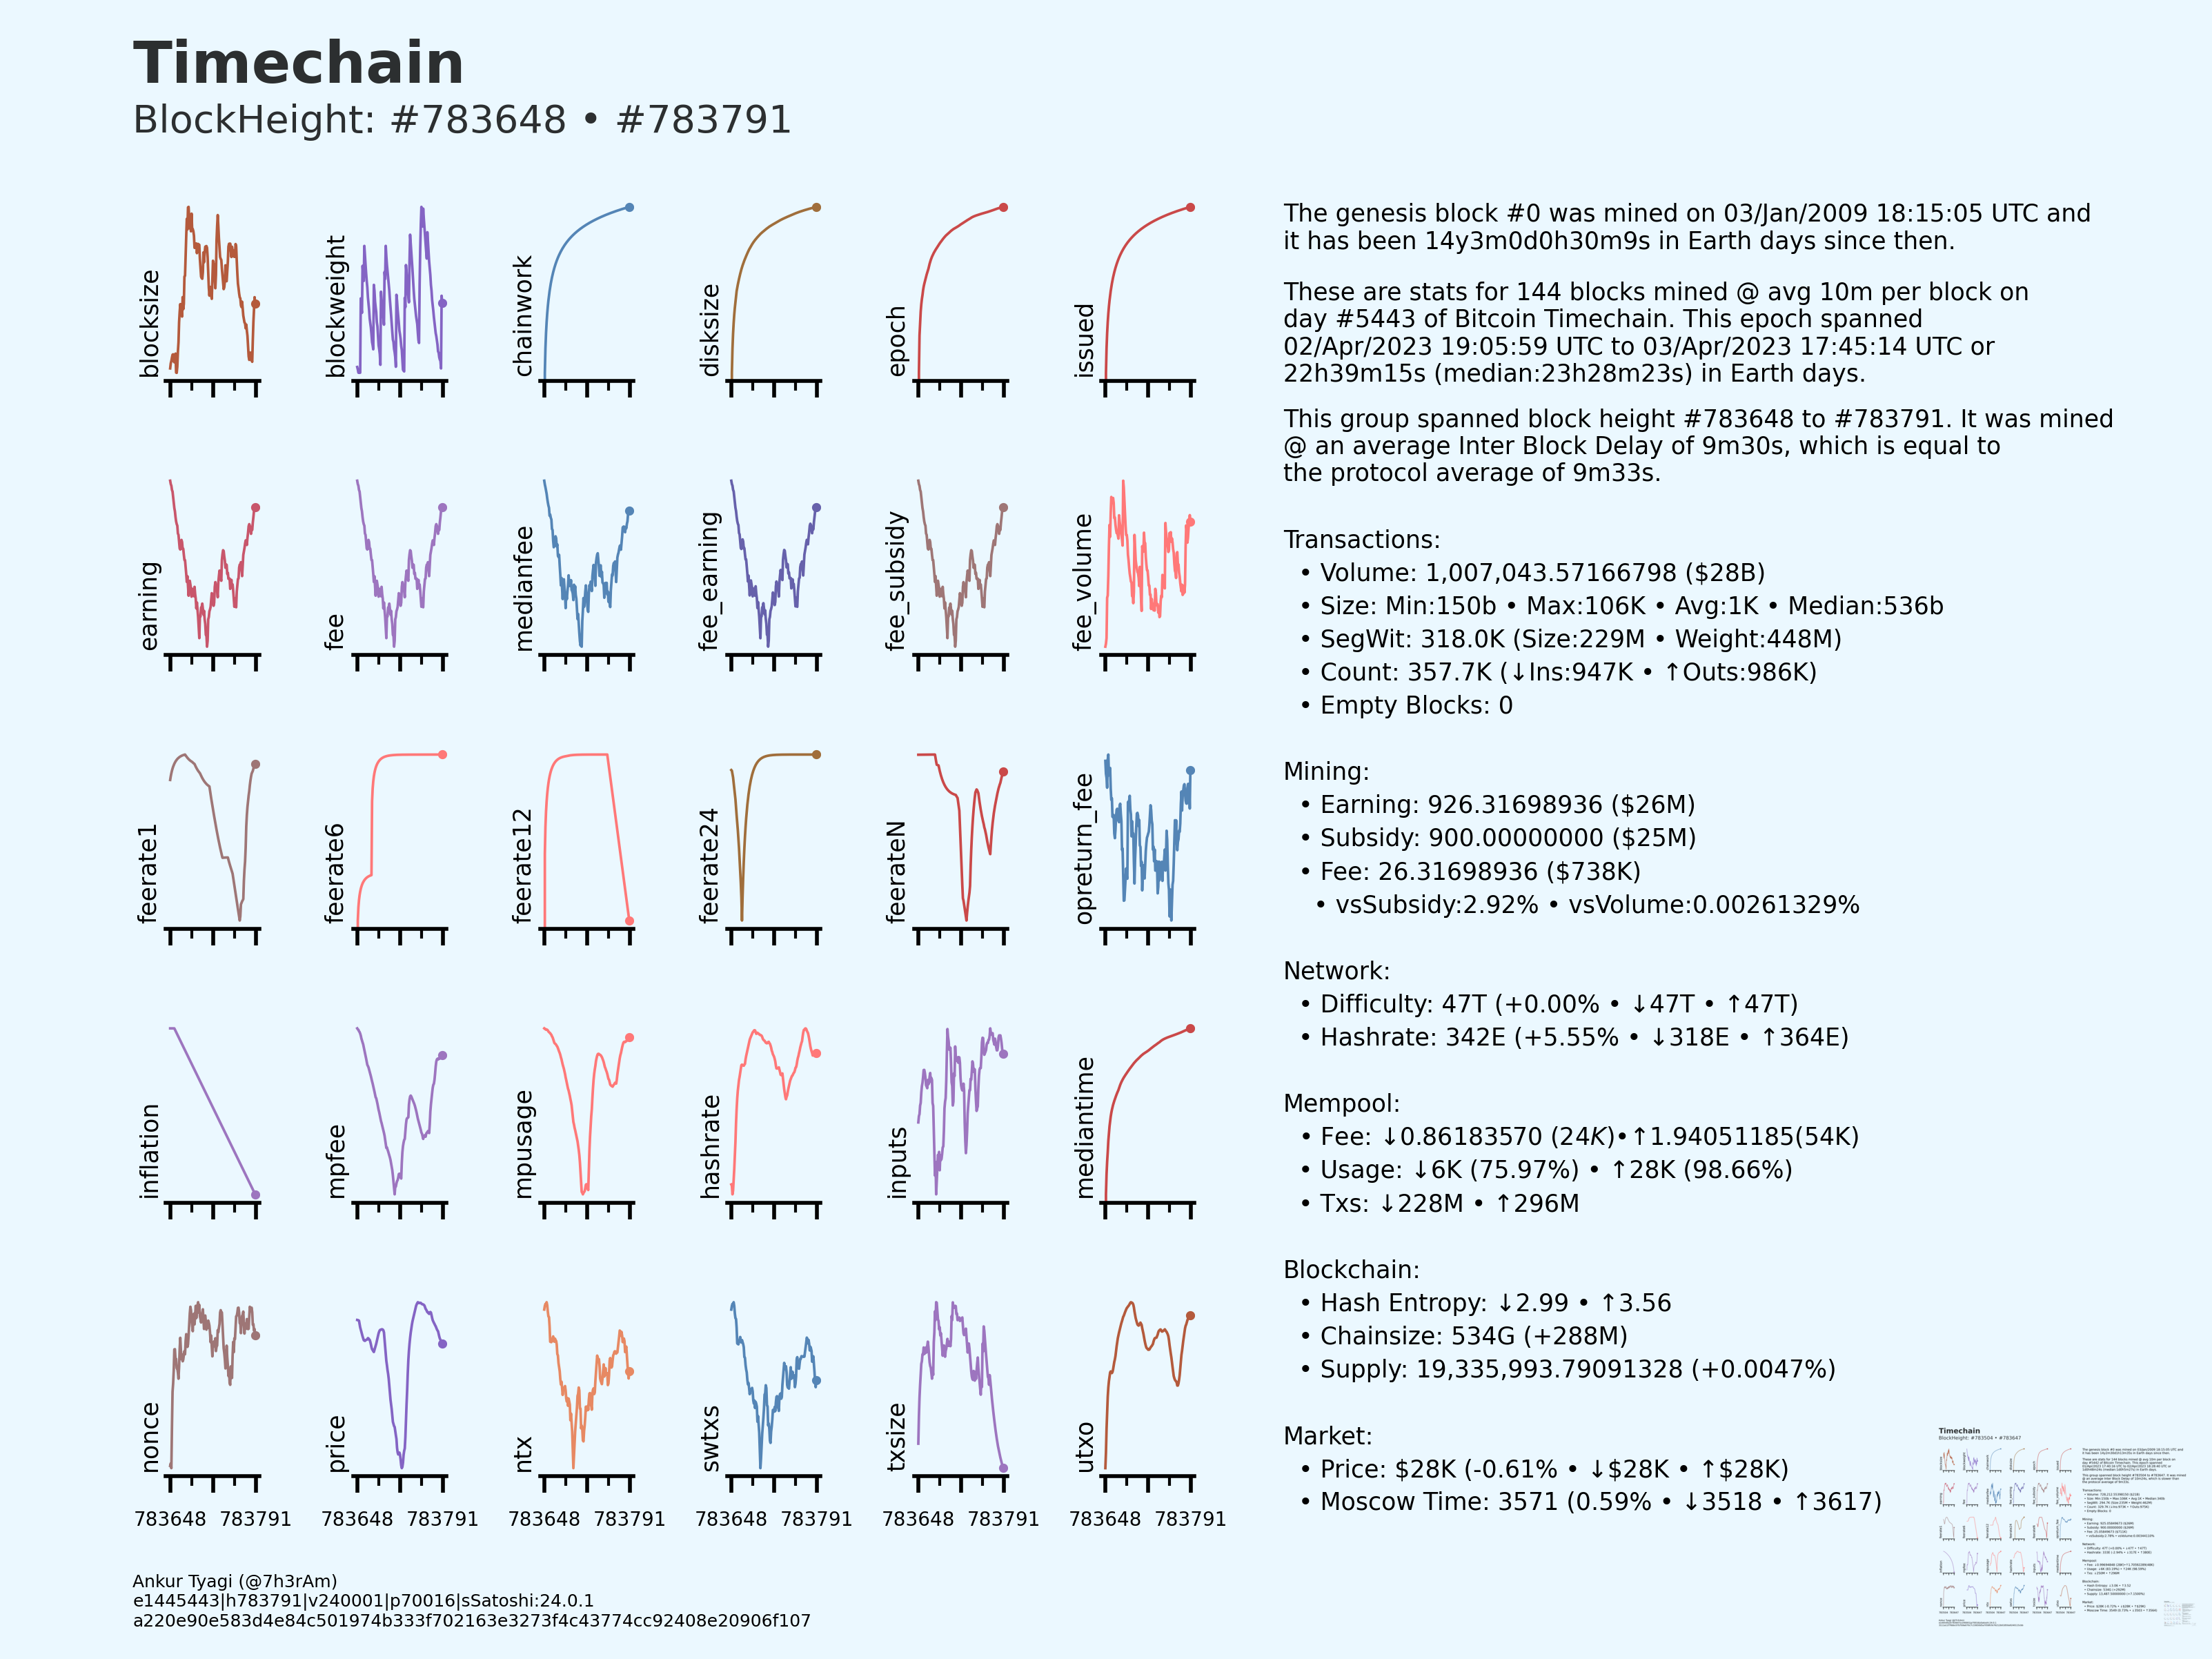 Timechain
BlockHeight: #783648 • #783791
blocksize
blockweight
chainwork
disksize
epoch
issued
earning
fee
medianfee
fee_earning
fee_subsidy
fee_volume
feerate1
feerate6
feerate12
feerate24
feerateN
opreturn_fee
inflation
mpfee
mpusage
hashrate
inputs
mediantime
nonce
price
ntx
swtxs
txsize
utxo
783648 783791 783648 783791 783648 783791 783648 783791 783648 783791 783648 783791
The genesis block #0 was mined on 03/Jan/2009 18:15:05 UTC and
it has been 14y3m0d0h30m9s in Earth days since then.
These are stats for 144 blocks mined @ avg 10m per block on
day #5443 of Bitcoin Timechain. This epoch spanned
02/Apr/2023 19:05:59 UTC to 03/Apr/2023 17:45:14 UTC or
22h39m15s (median:23h28m23s) in Earth days.
This group spanned block height #783648 to #783791. It was mined
@ an average Inter Block Delay of 9m30s, which is equal to
the protocol average of 9m33s.
Transactions:
• Volume: 1,007,043.57166798 ($28B)
• Size: Min:150b • Max:106K • Avg:1K • Median:536b
• SegWit: 318.0K (Size:229M • Weight:448M)
• Count: 357.7K (↓Ins:947K • ↑Outs:986K)
• Empty Blocks: 0
Mining:
• Earning: 926.31698936 ($26M)
• Subsidy: 900.00000000 ($25M)
• Fee: 26.31698936 ($738K)
• vsSubsidy:2.92% • vsVolume:0.00261329%
Network:
• Difficulty: 47T (+0.00% • ↓47T • ↑47T)
• Hashrate: 342E (+5.55% • ↓318E • ↑364E)
Mempool:
• Fee: ↓0.86183570 (24K)•↑1.94051185(54K)
• Usage: ↓6K (75.97%) • ↑28K (98.66%)
• Txs: ↓228M • ↑296M
Blockchain:
• Hash Entropy: ↓2.99 • ↑3.56
• Chainsize: 534G (+288M)
• Supply: 19,335,993.79091328 (+0.0047%)
Market:
• Price: $28K (-0.61% • ↓$28K • ↑$28K)
• Moscow Time: 3571 (0.59% • ↓3518 • ↑3617)
Ankur Tyagi (@7h3rAm)
e1445443|h783791|v240001|p70016|sSatoshi:24.0.1
a220e90e583d4e84c501974b333f702163e3273f4c43774cc92408e20906f107
Timechain
BlockHeight: #783504 • #783647